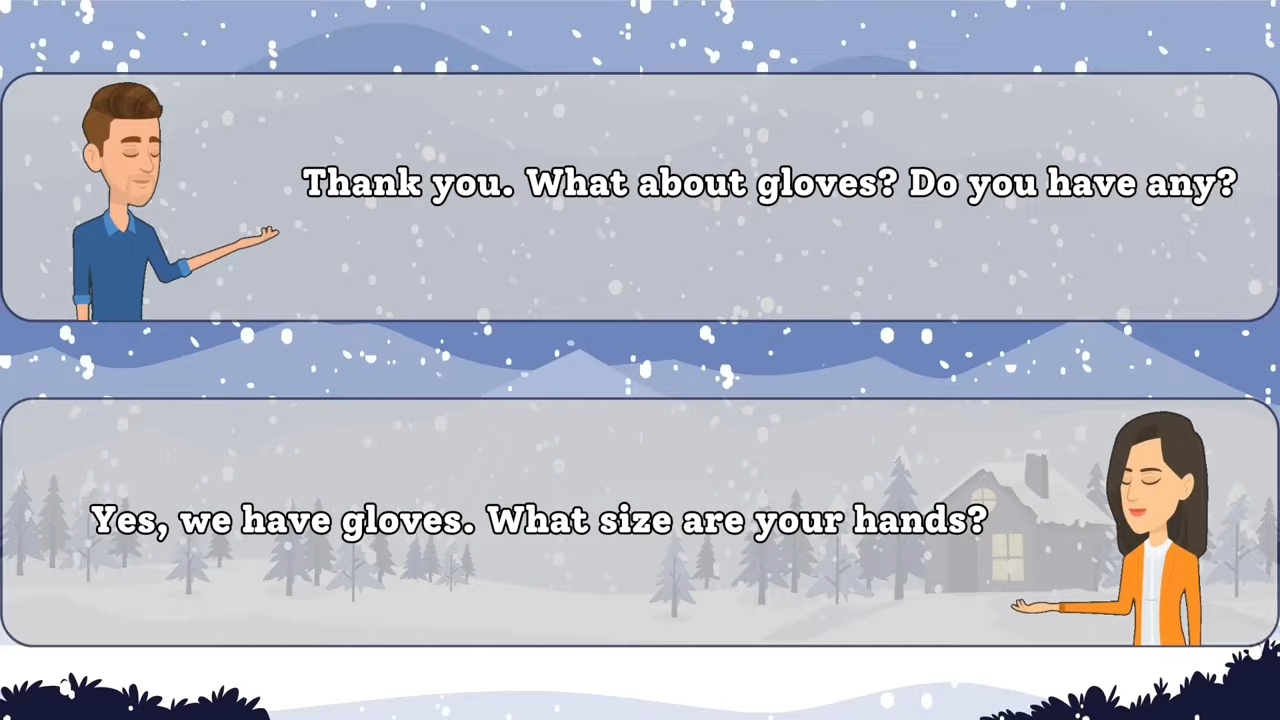 Thank you. What about gloves? Do you have any?
Yes, we have gloves. What size are your hands?